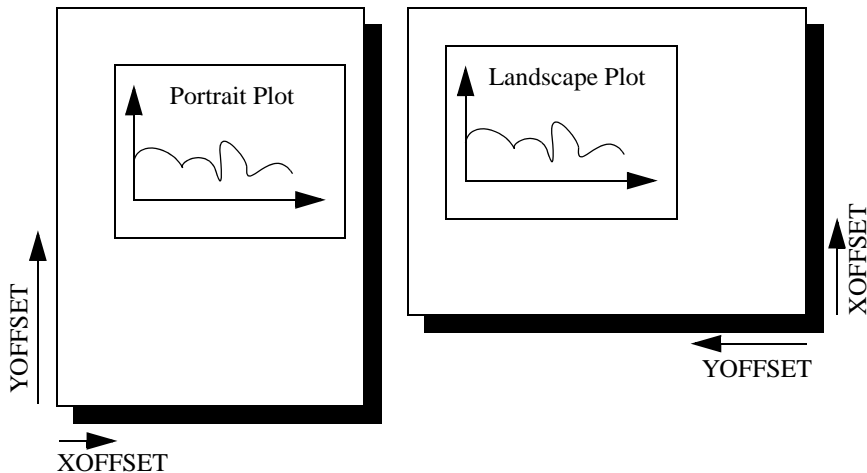 Portrait Plot
YOFFSET
XOFFSET
Landscape Plot
XOFFSET
YOFFSET